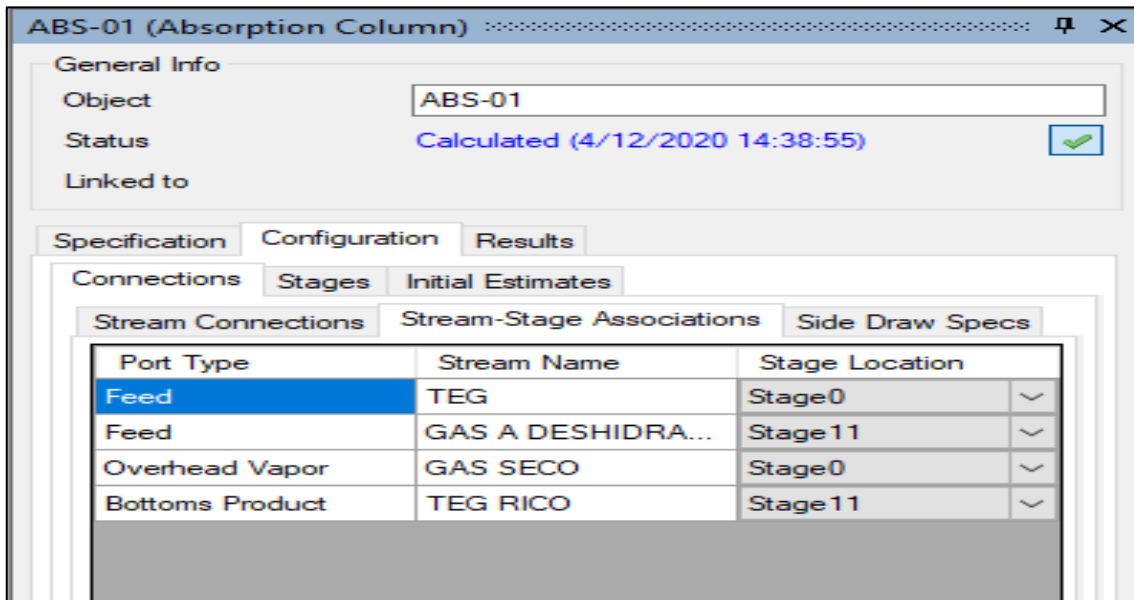 ABS-01 (Absorption Column)
General Info
Object ABS-01
Status Calculated (4/12/2020 14:38:55)
Linked to
Specification Configuration Results
Connections Stages Initial Estimates
Stream Connections Stream-Stage Associations Side Draw Specs
Port Type Stream Name Stage Location
Feed TEG Stage0
Feed GAS A DESHIDRA... Stage11
Overhead Vapor GAS SECO Stage0
Bottoms Product TEG RICO Stage11